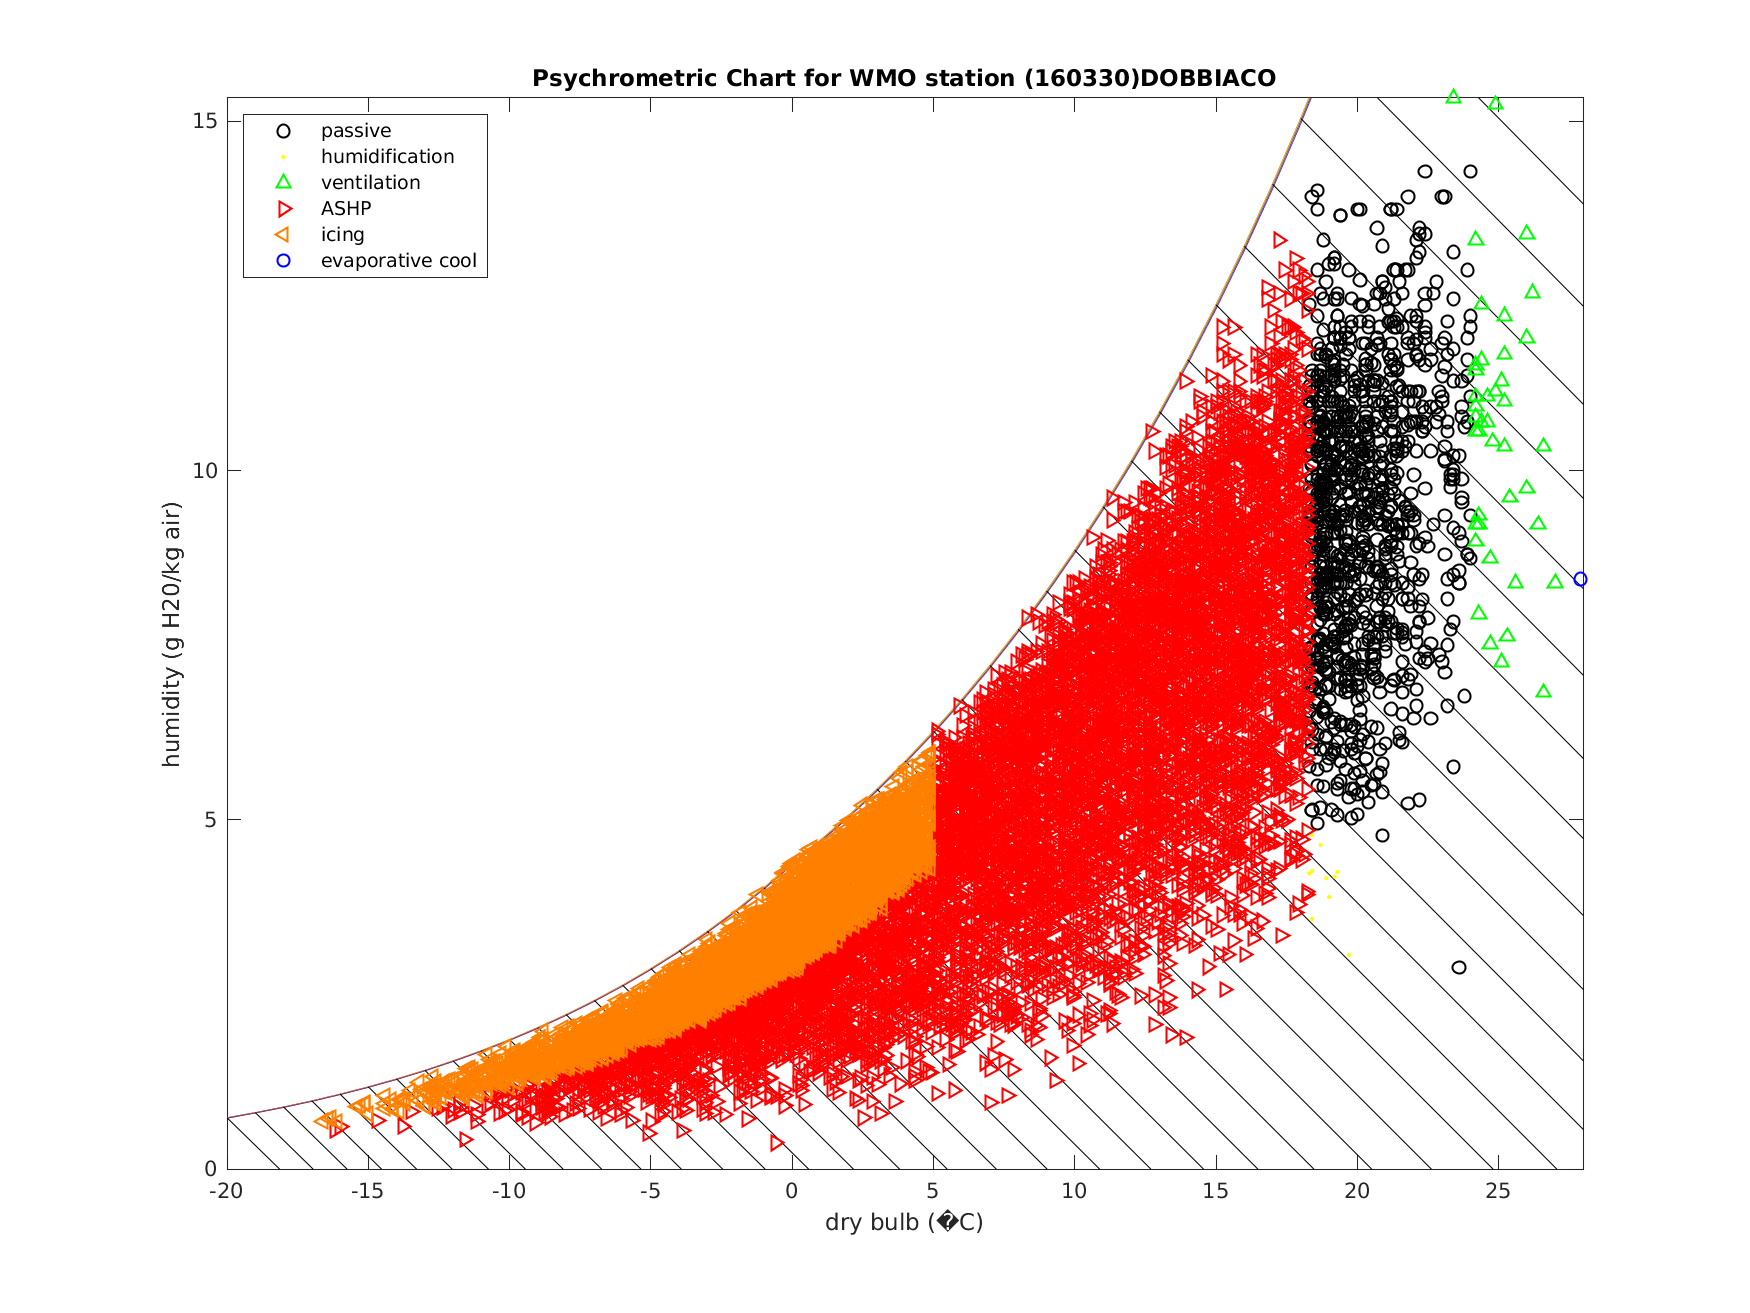 Psychrometric Chart for WMO station (160330)DOBBIACO
passive
humidification
ventilation
ASHP
icing
evaporative cool
15
10
5
0
humidity (g H20/kg air)
-20 -15 -10 -5 0 5 10 15 20 25
dry bulb (�C)